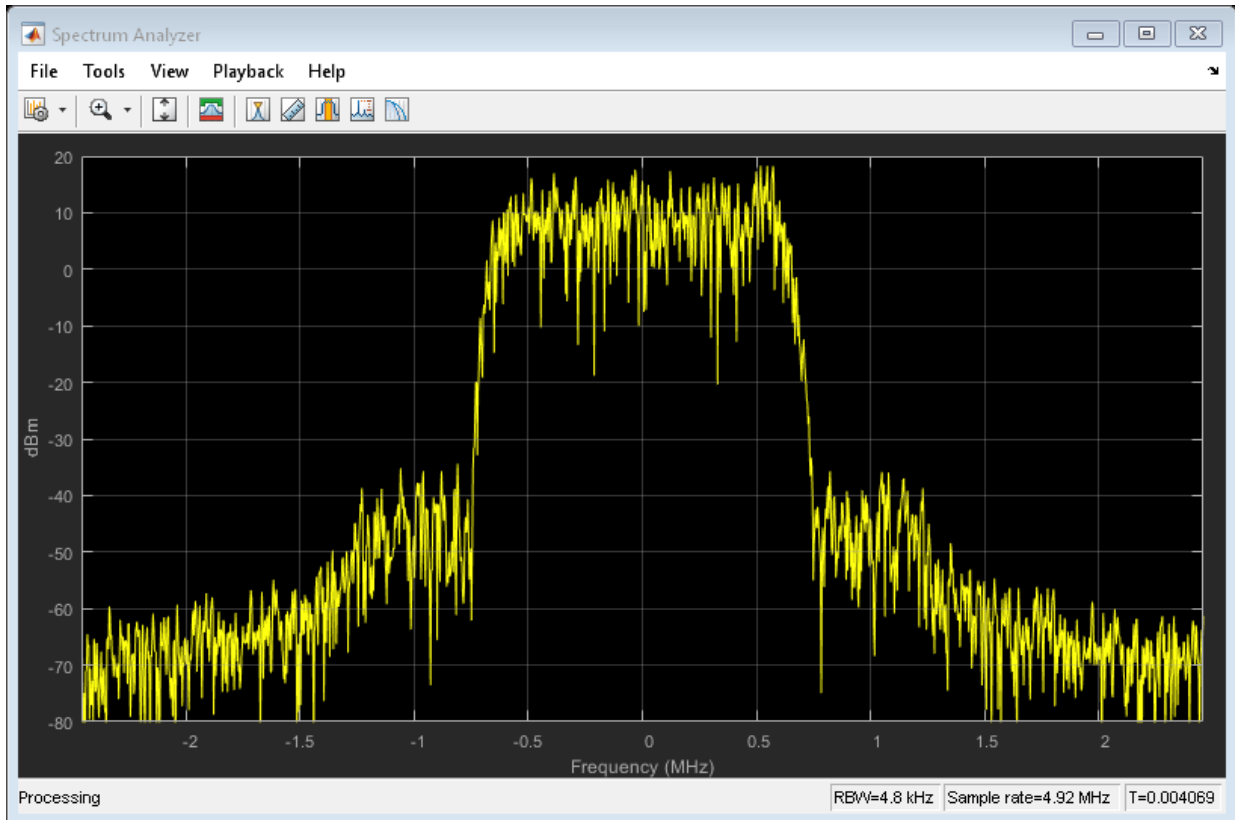 Spectrum Analyzer
File Tools View Playback Help
20
10
0
-10
-20
-30
-40
-50
-60
-70
-80
dBm
-2 -1.5 -1 -0.5 0 0.5 1 1.5 2
Frequency (MHz)
Processing RBW=4.8 kHz Sample rate=4.92 MHz T=0.004069